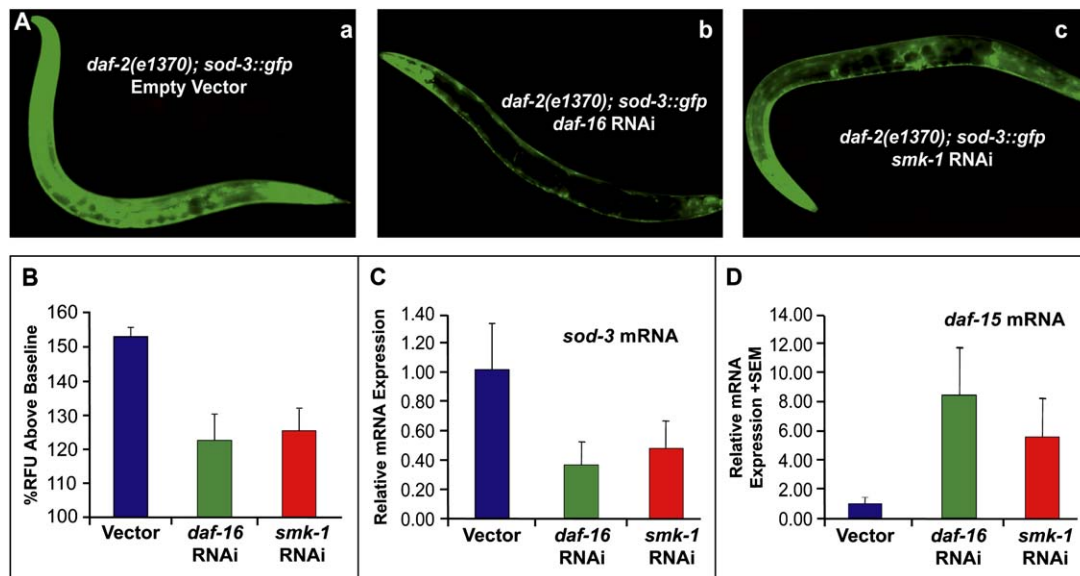 A
a
daf-2(e1370); sod-3::gfp
Empty Vector
b
daf-2(e1370); sod-3::gfp
daf-16 RNAi
c
daf-2(e1370); sod-3::gfp
smk-1 RNAi
B
%RFU Above Baseline
160
150
140
130
120
110
100
Vector
daf-16
RNAi
smk-1
RNAi
C
Relative mRNA Expression
sod-3 mRNA
1.40
1.20
1.00
0.80
0.60
0.40
0.20
0.00
Vector
daf-16
RNAi
smk-1
RNAi
D
Relative mRNA
Expression +SEM
daf-15 mRNA
14.00
12.00
10.00
8.00
6.00
4.00
2.00
0.00
Vector
daf-16
RNAi
smk-1
RNAi